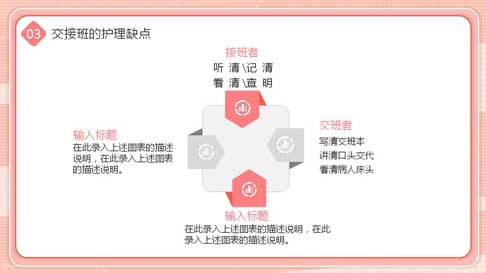 03 交接班的护理缺点
接班者
听 清\记 清
看 清\查 明
输入标题
在此录入上述图表的描述
说明，在此录入上述图表
的描述说明。
交班者
写清交班本
讲清口头交代
看清病人床头
输入标题
在此录入上述图表的描述说明，在此
录入上述图表的描述说明。